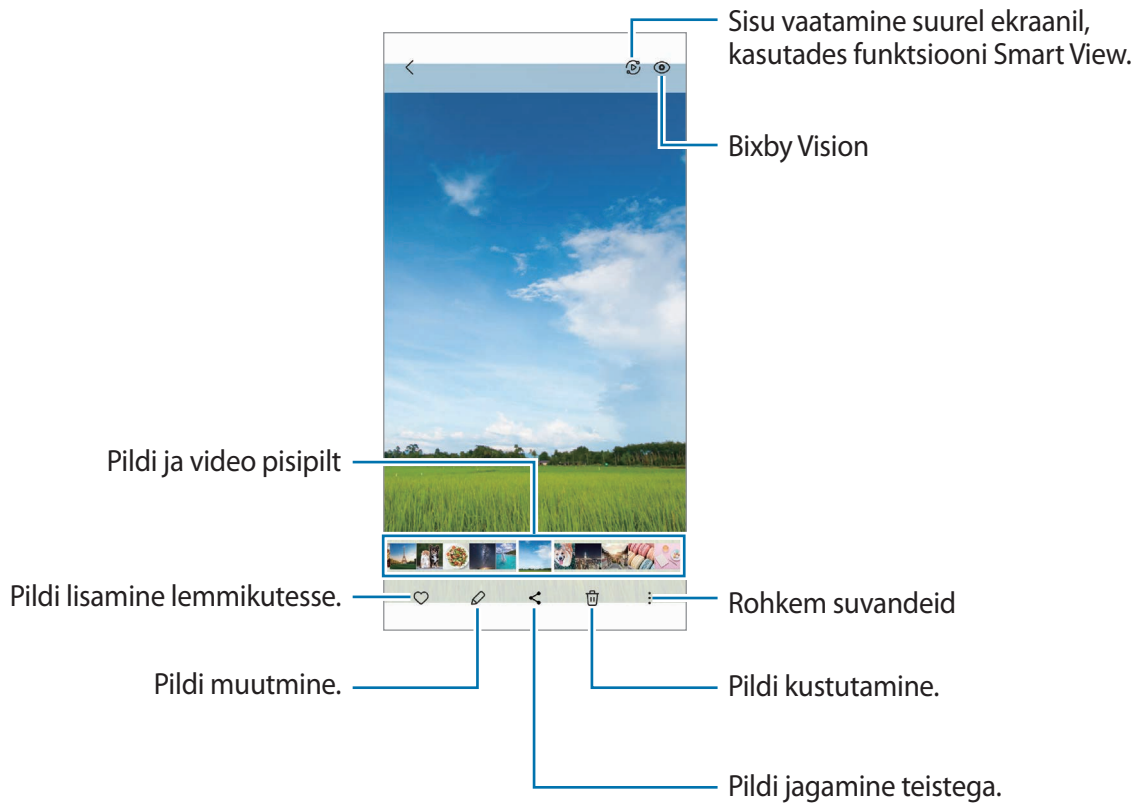 Sisu vaatamine suurel ekraanil,
kasutades funktsiooni Smart View.
Bixby Vision
Pildi ja video pisipilt
Pildi lisamine lemmikutesse.
Rohkem suvandeid
Pildi muutmine.
Pildi kustutamine.
Pildi jagamine teistega.